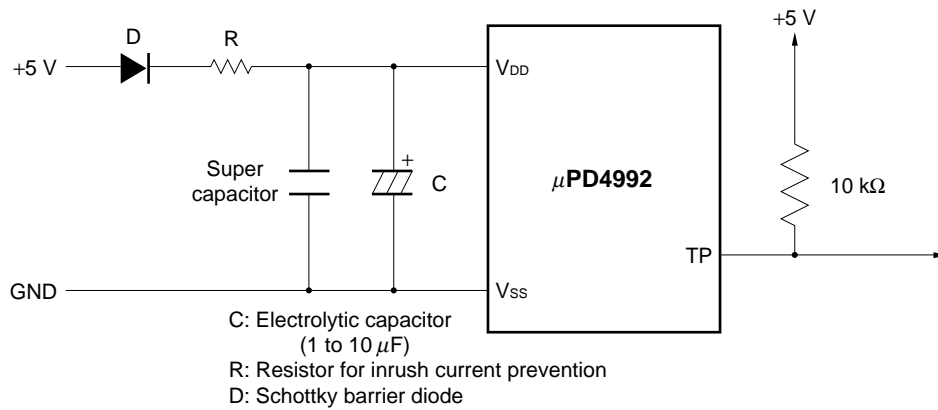 +5 V
D
R
VDD
+5 V
Super
capacitor
+
C
μPD4992
10 kΩ
TP
GND
VSS
C: Electrolytic capacitor
(1 to 10 μF)
R: Resistor for inrush current prevention
D: Schottky barrier diode